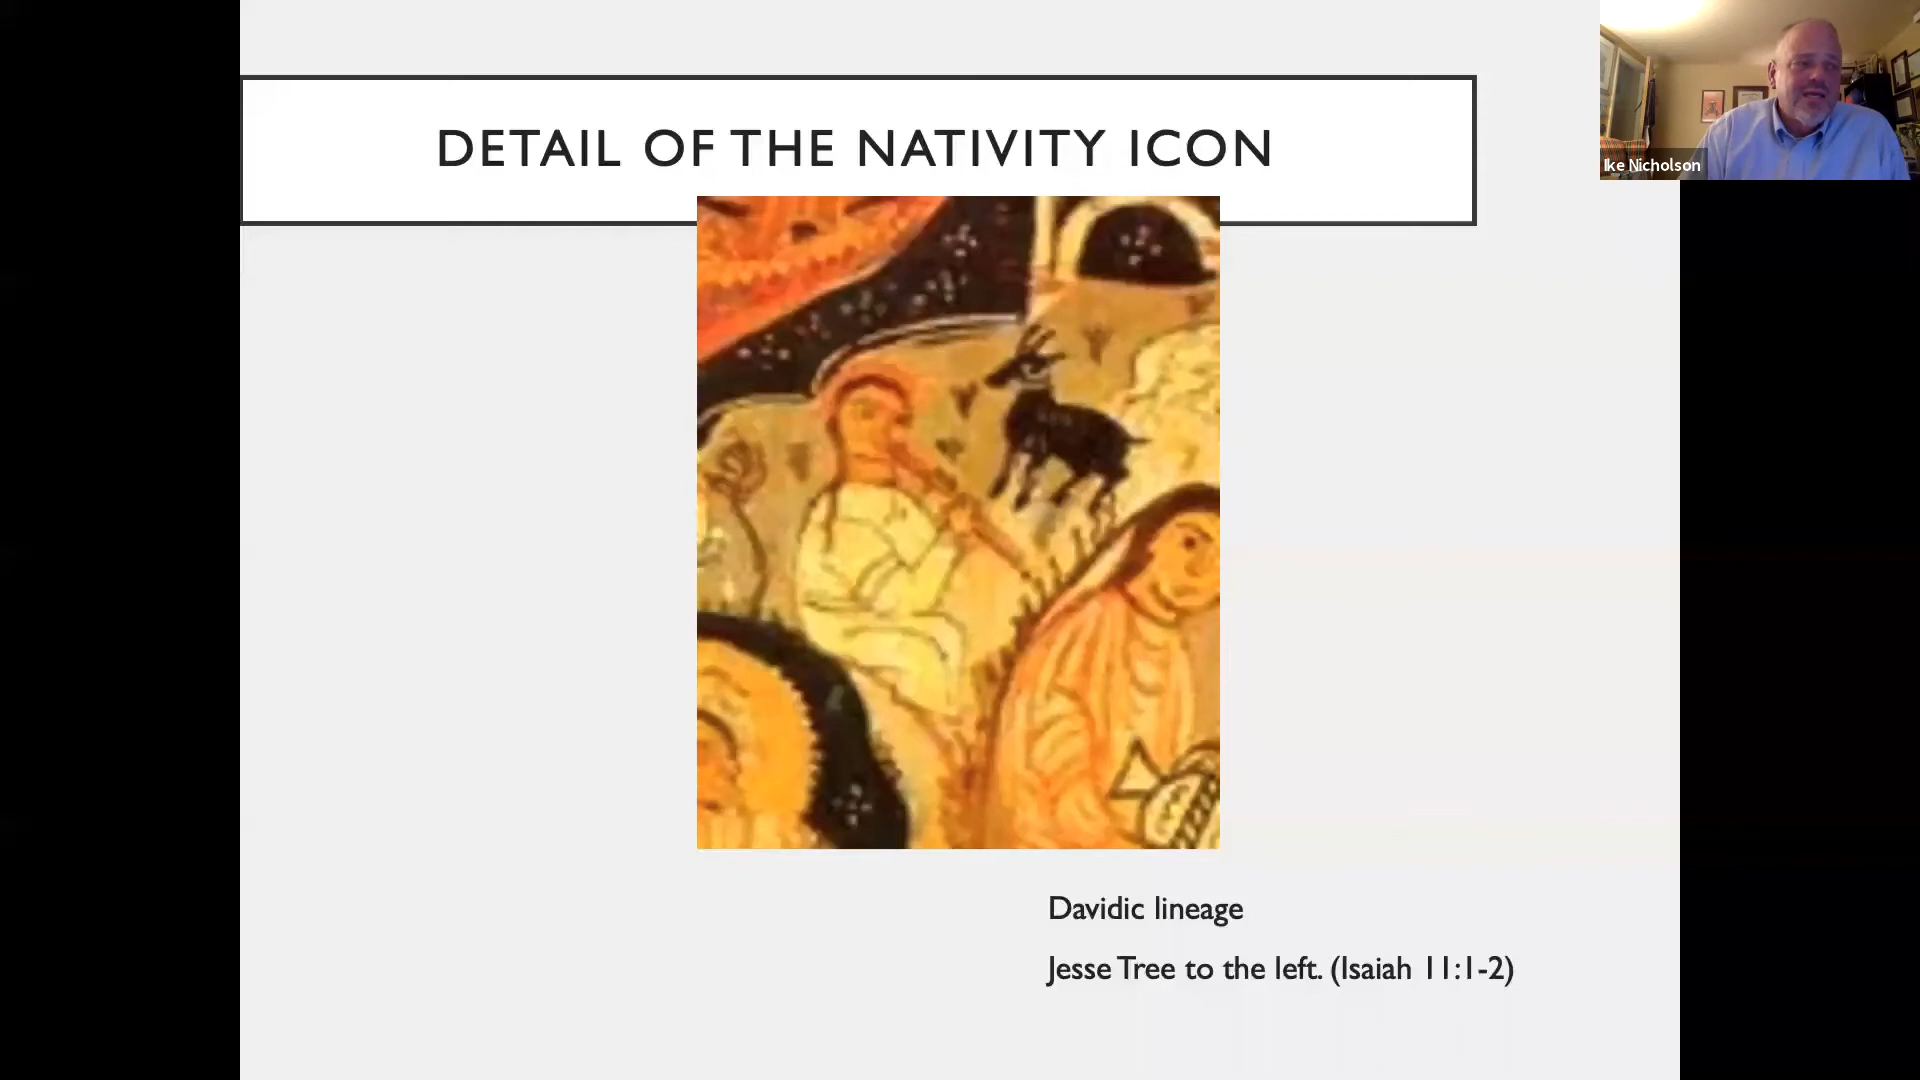 DETAIL OF THE NATIVITY ICON
Ike Nicholson
Davidic lineage
Jesse Tree to the left. (Isaiah 11:1-2)